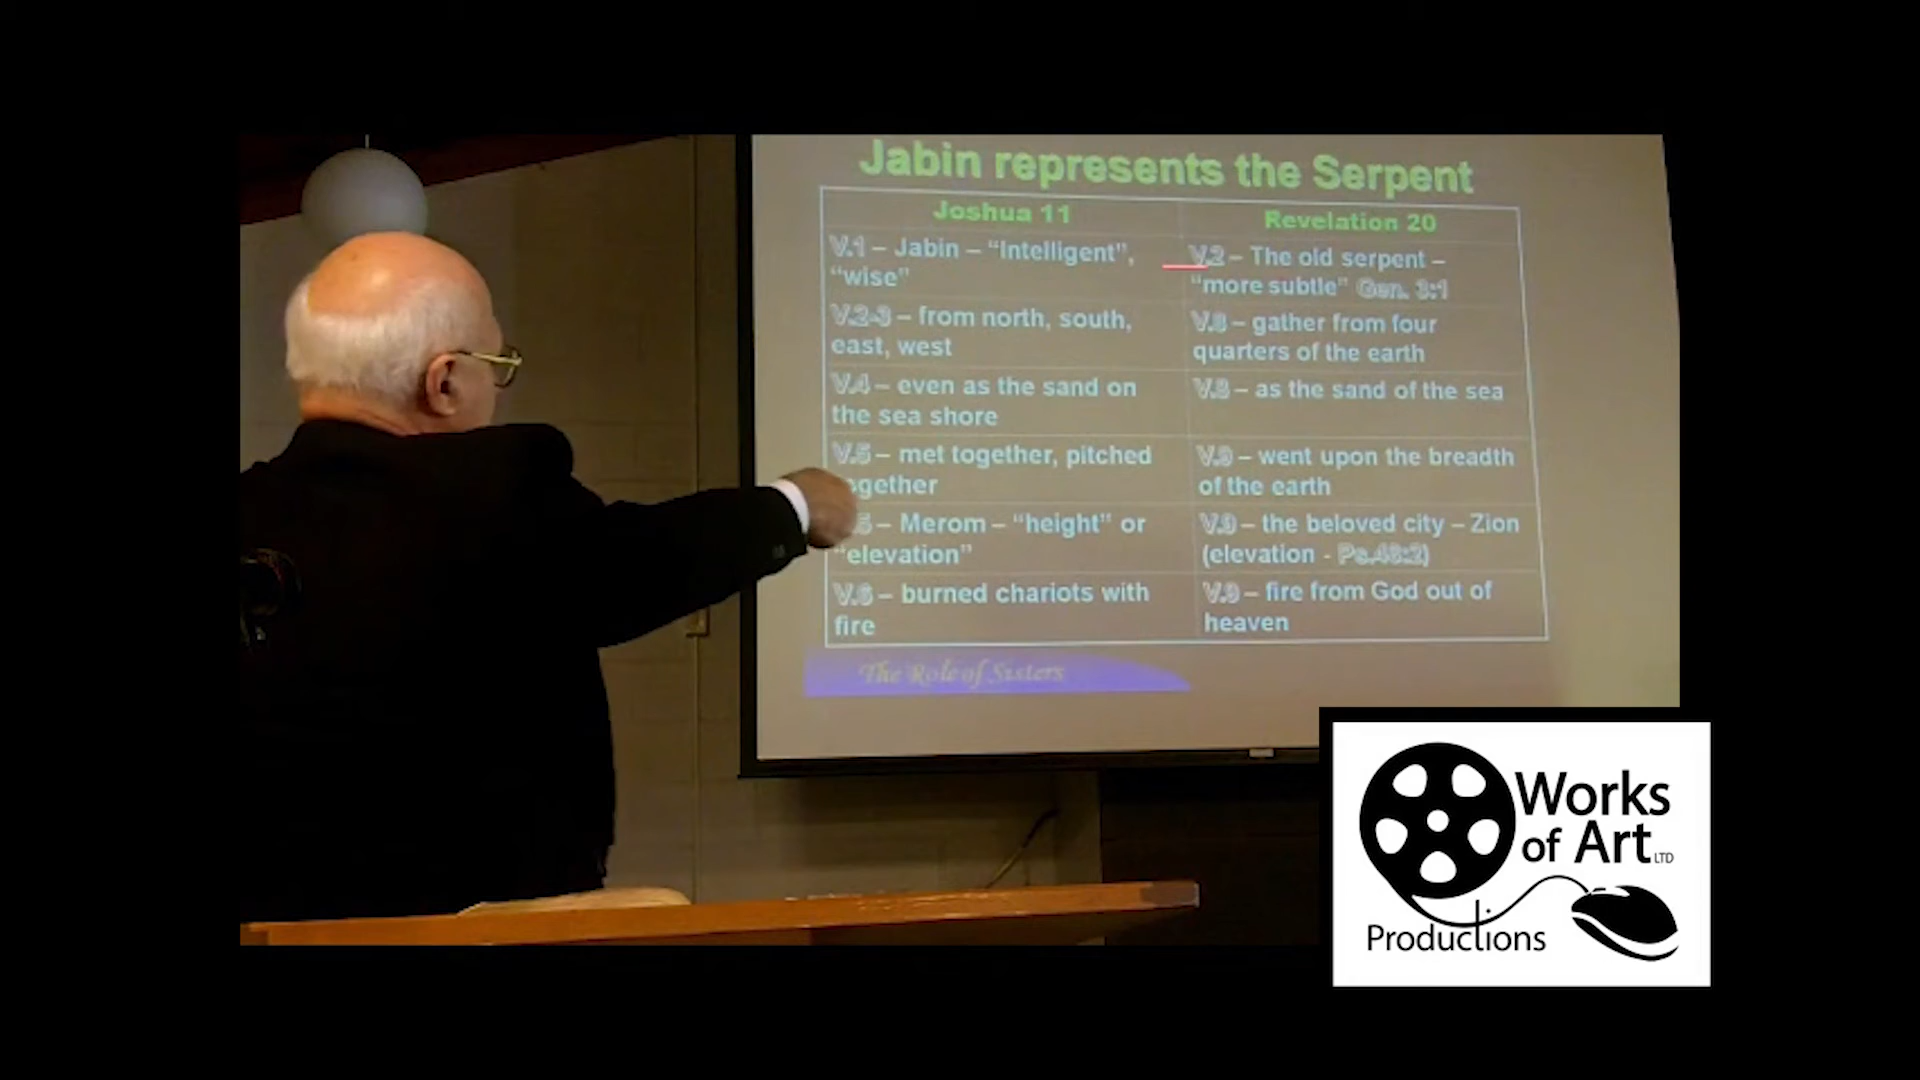 Jabin represents the Serpent
Joshua 11
Revelation 20
V.1 – Jabin – “Intelligent”,
“wise”
V.2 – The old serpent –
“more subtle” Gen. 3:1
V.2-3 – from north, south,
east, west
V.8 – gather from four
quarters of the earth
V.4 – even as the sand on
the sea shore
V.8 – as the sand of the sea
V.5 – met together, pitched
ogether
V.9 – went upon the breadth
of the earth
5 – Merom – “height” or
“elevation”
V.9 – the beloved city – Zion
(elevation - Ps.48:2)
V.6 – burned chariots with
fire
V.9 – fire from God out of
heaven
The Role of Sisters
Works
of Art LTD
Productions